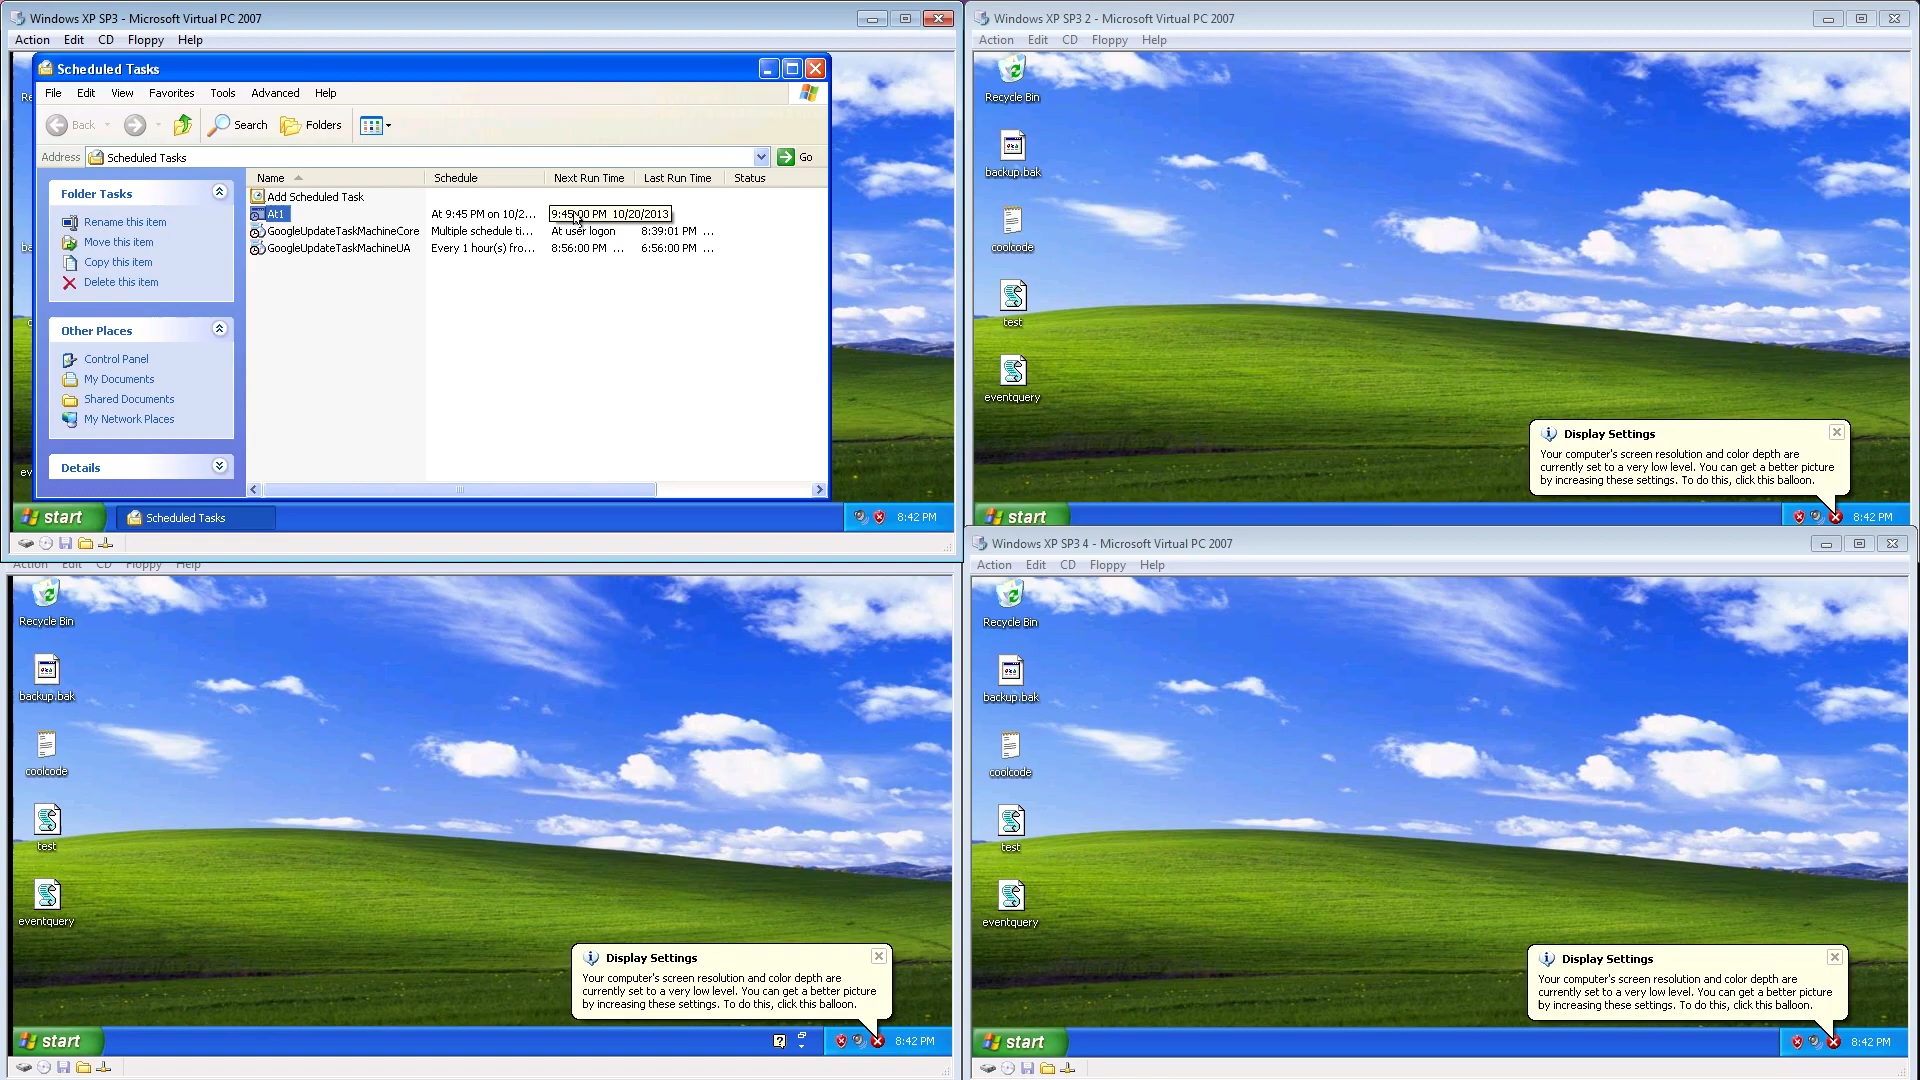 Windows XP SP3 - Microsoft Virtual PC 2007
Action Edit CD Floppy Help
Scheduled Tasks
File Edit View Favorites Tools Advanced Help
Back Search Folders
Address Scheduled Tasks Go
Folder Tasks
Rename this item
Move this item
Copy this item
Delete this item
Other Places
Control Panel
My Documents
Shared Documents
My Network Places
Details
Name Schedule Next Run Time Last Run Time Status
Add Scheduled Task
At1 At 9:45 PM on 10/2... 9:45:00 PM 10/20/2013
GoogleUpdateTaskMachineCore Multiple schedule ti... At user logon 8:39:01 PM ...
GoogleUpdateTaskMachineUA Every 1 hour(s) fro... 8:56:00 PM ... 6:56:00 PM ...
start Scheduled Tasks 8:42 PM
Windows XP SP3 2 - Microsoft Virtual PC 2007
Action Edit CD Floppy Help
Recycle Bin
backup.bak
coolcode
test
eventquery
Display Settings
Your computer's screen resolution and color depth are
currently set to a very low level. You can get a better picture
by increasing these settings. To do this, click this balloon.
start 8:42 PM
Action Edit CD Floppy Help
Recycle Bin
backup.bak
coolcode
test
eventquery
Display Settings
Your computer's screen resolution and color depth are
currently set to a very low level. You can get a better picture
by increasing these settings. To do this, click this balloon.
start 8:42 PM
Windows XP SP3 4 - Microsoft Virtual PC 2007
Action Edit CD Floppy Help
Recycle Bin
backup.bak
coolcode
test
eventquery
Display Settings
Your computer's screen resolution and color depth are
currently set to a very low level. You can get a better picture
by increasing these settings. To do this, click this balloon.
start 8:42 PM